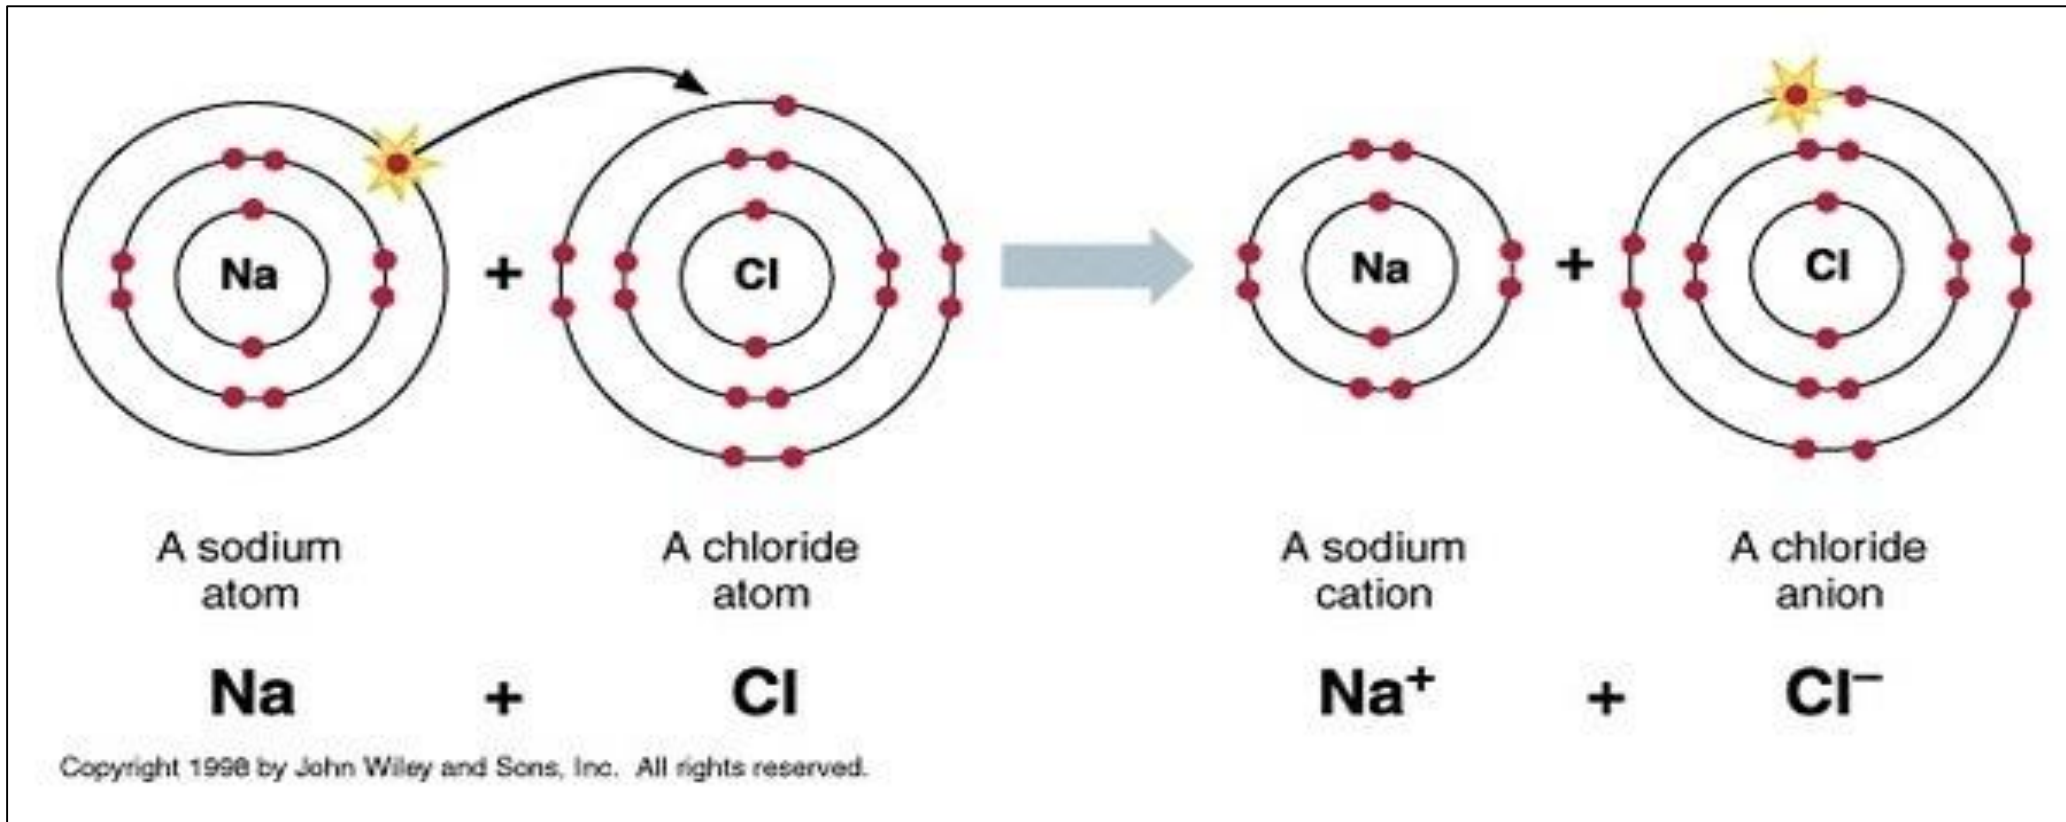 Na + Cl Na + Cl
A sodium
atom
A chloride
atom
A sodium
cation
A chloride
anion
Na + Cl Na⁺ + Cl⁻
Copyright 1998 by John Wiley and Sons, Inc. All rights reserved.